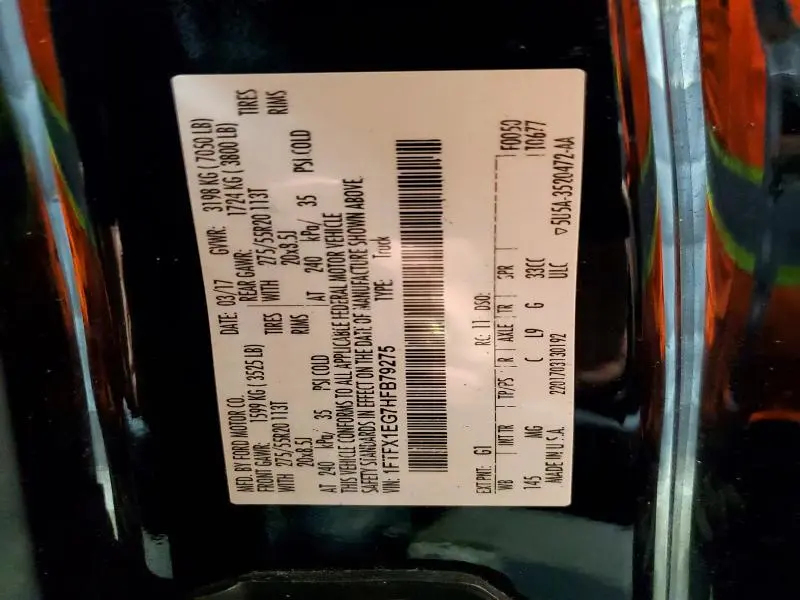 MFD. BY FORD MOTOR CO.
DATE: 03/17 GVWR: 3198 KG ( 7050 LB)
FRONT GAWR: 1599 KG ( 3525 LB) REAR GAWR: 1724 KG ( 3800 LB)
WITH 275/55R20 113T TIRES WITH 275/55R20 113T TIRES
20x8.5J RIMS 20x8.5J RIMS
AT 240 kPa/ 35 PSI COLD AT 240 kPa/ 35 PSI COLD
THIS VEHICLE CONFORMS TO ALL APPLICABLE FEDERAL MOTOR VEHICLE
SAFETY STANDARDS IN EFFECT ON THE DATE OF MANUFACTURE SHOWN ABOVE.
VIN: 1FTFX1EG7HFB79275 TYPE: Truck
EXT PNT: G1 RC: 11 DSO: F0050
WB INT TR TP/PS R AXLE TR SPR T0677
145 MG C L9 G 33CC
MADE IN U.S.A. 2201703130192 ULC ▽5U5A-3520472-AA